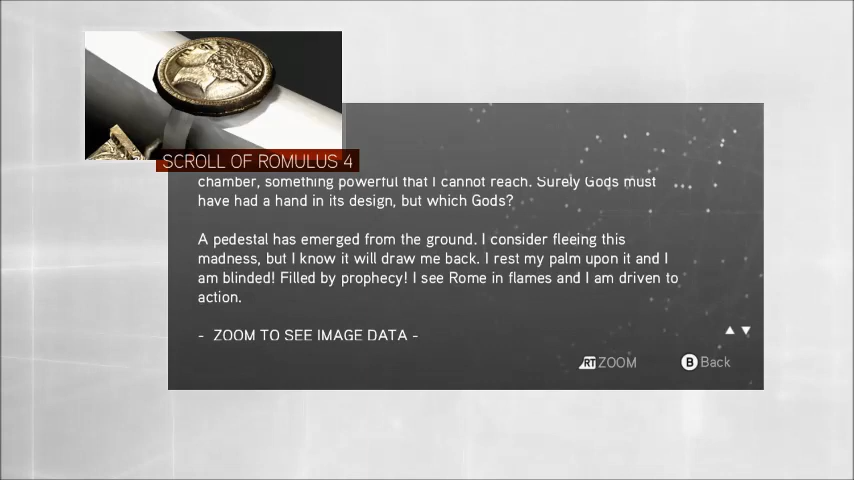 SCROLL OF ROMULUS 4
chamber, something powerful that I cannot reach. Surely Gods must
have had a hand in its design, but which Gods?
A pedestal has emerged from the ground. I consider fleeing this
madness, but I know it will draw me back. I rest my palm upon it and I
am blinded! Filled by prophecy! I see Rome in flames and I am driven to
action.
- ZOOM TO SEE IMAGE DATA -
RT ZOOM
B Back